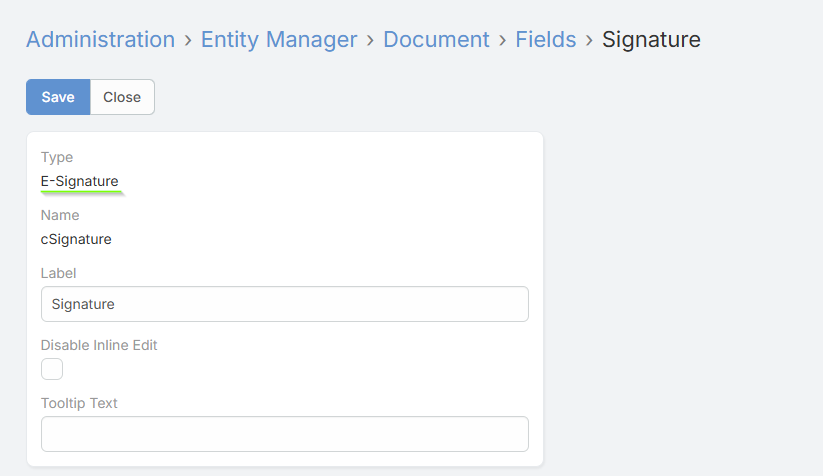 Administration › Entity Manager › Document › Fields › Signature
Save Close
Type
E-Signature
Name
cSignature
Label
Signature
Disable Inline Edit
Tooltip Text